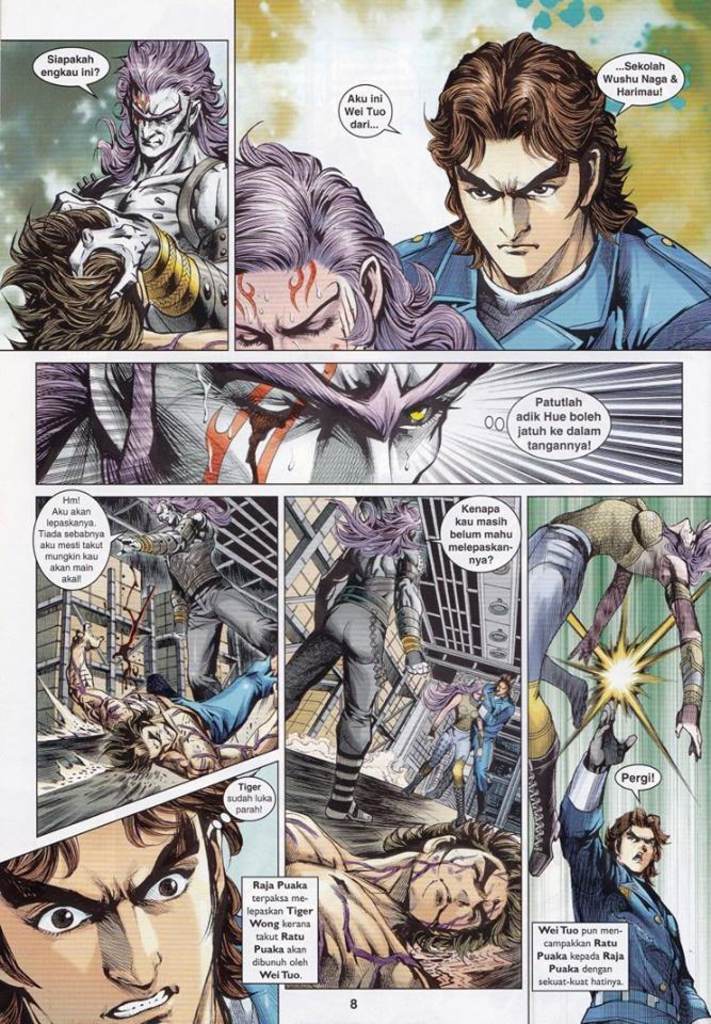 Siapakah
engkau ini?
Aku ini
Wei Tuo
dari...
...Sekolah
Wushu Naga &
Harimau!
Patutlah
adik Hue boleh
jatuh ke dalam
tangannya!
Hm!
Aku akan
lepaskanya.
Tiada sebabnya
aku mesti takut
mungkin kau
akan main
akal!
Kenapa
kau masih
belum mahu
melepaskan-
nya?
Tiger
sudah luka
parah!
Raja Puaka
terpaksa me-
lepaskan Tiger
Wong kerana
takut Ratu
Puaka akan
dibunuh oleh
Wei Tuo.
Pergi!
Wei Tuo pun men-
campakkan Ratu
Puaka kepada Raja
Puaka dengan
sekuat-kuat hatinya.
8